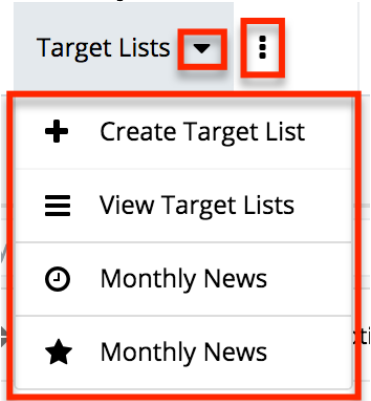 Target Lists
Create Target List
View Target Lists
Monthly News
Monthly News